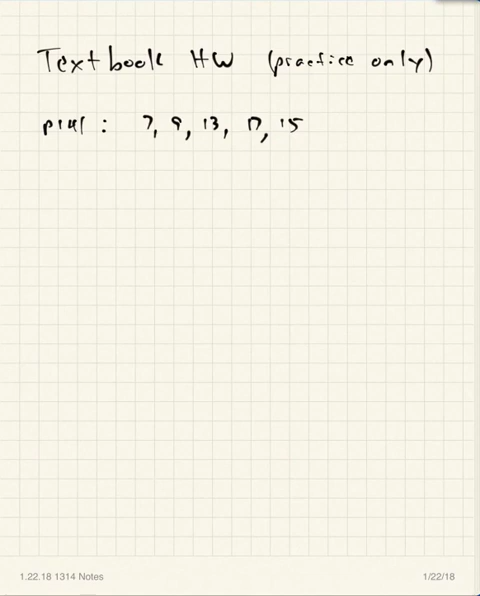 Textbook HW (practice only)
7, 9, 13, 17, 15
1.22.18 1314 Notes
1/22/18